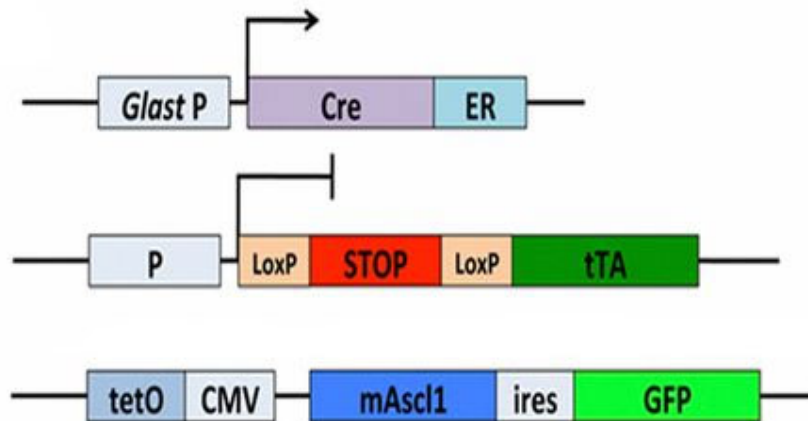 Glast P Cre ER
P LoxP STOP LoxP tTA
tetO CMV mAscl1 ires GFP